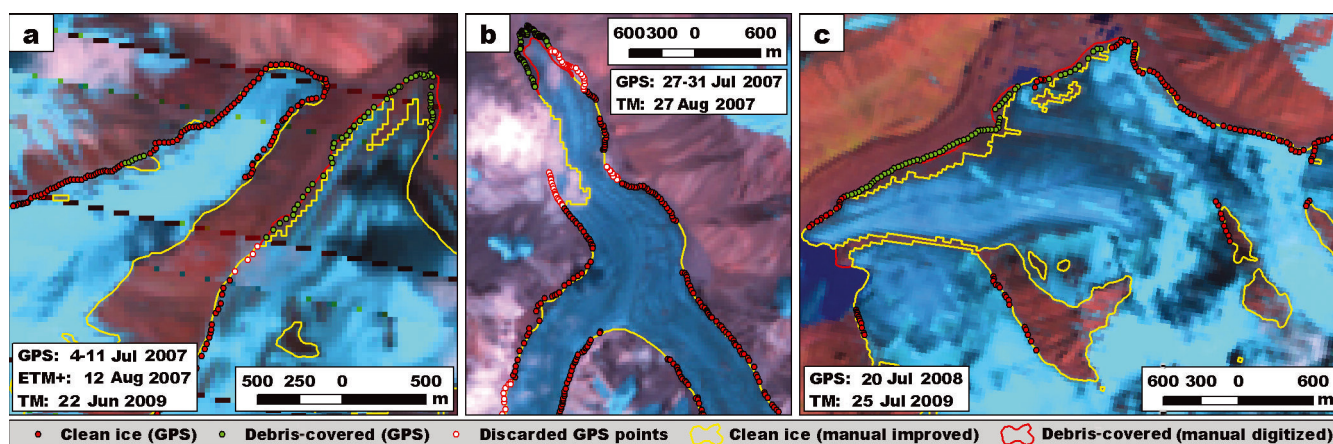 a
GPS: 4-11 Jul 2007
ETM+: 12 Aug 2007
TM: 22 Jun 2009
500 250 0 500
m
b
600 300 0 600
m
GPS: 27-31 Jul 2007
TM: 27 Aug 2007
c
GPS: 20 Jul 2008
TM: 25 Jul 2009
600 300 0 600
m
Clean ice (GPS) Debris-covered (GPS) Discarded GPS points Clean ice (manual improved) Debris-covered (manual digitized)